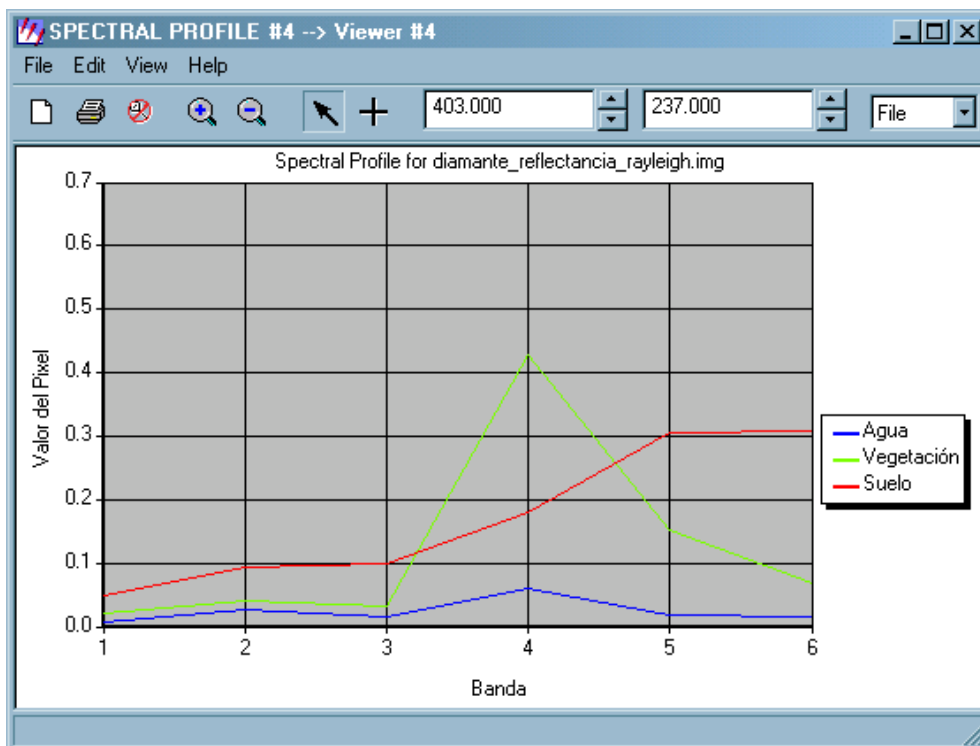 SPECTRAL PROFILE #4 --> Viewer #4
File Edit View Help
403.000 237.000 File
Spectral Profile for diamante_reflectancia_rayleigh.img
Valor del Pixel
0.7
0.6
0.5
0.4
0.3
0.2
0.1
0.0
1 2 3 4 5 6
Banda
Agua
Vegetación
Suelo